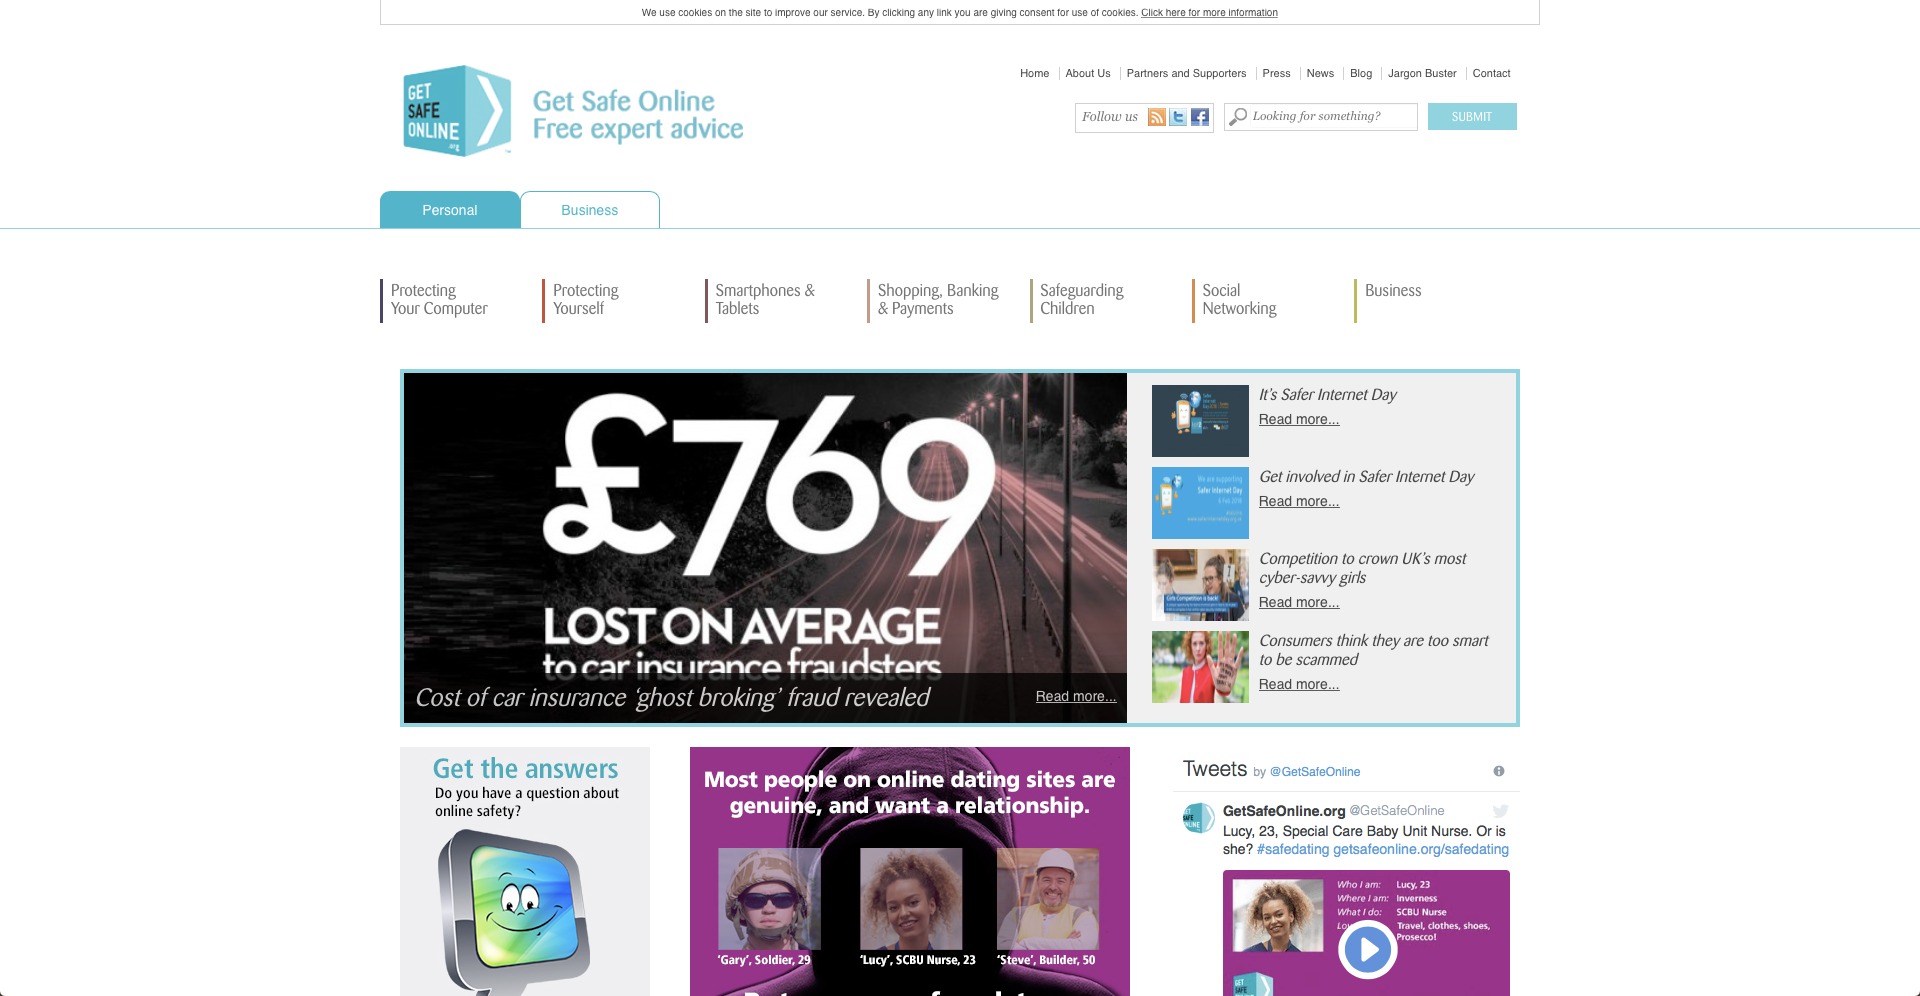 We use cookies on the site to improve our service. By clicking any link you are giving consent for use of cookies. Click here for more information
Home
About Us
Partners and Supporters
Press
News
Blog
Jargon Buster
Contact
GET
SAFE
ONLINE
.org
Get Safe Online
Free expert advice
Follow us
Looking for something?
SUBMIT
Personal
Business
Protecting
Your Computer
Protecting
Yourself
Smartphones &
Tablets
Shopping, Banking
& Payments
Safeguarding
Children
Social
Networking
Business
£769
LOST ON AVERAGE
to car insurance fraudsters
Cost of car insurance ‘ghost broking’ fraud revealed
Read more...
It’s Safer Internet Day
Read more...
We are supporting
Safer Internet Day
Get involved in Safer Internet Day
Read more...
Competition to crown UK’s most
cyber-savvy girls
Read more...
Consumers think they are too smart
to be scammed
Read more...
Get the answers
Do you have a question about
online safety?
Most people on online dating sites are
genuine, and want a relationship.
‘Gary’, Soldier, 29
‘Lucy’, SCBU Nurse, 23
‘Steve’, Builder, 50
Tweets by @GetSafeOnline
GetSafeOnline.org @GetSafeOnline
Lucy, 23, Special Care Baby Unit Nurse. Or is
she? #safedating getsafeonline.org/safedating
Who I am: Lucy, 23
Where I am: Inverness
What I do: SCBU Nurse
Travel, clothes, shoes,
Prosecco!
GET
SAFE